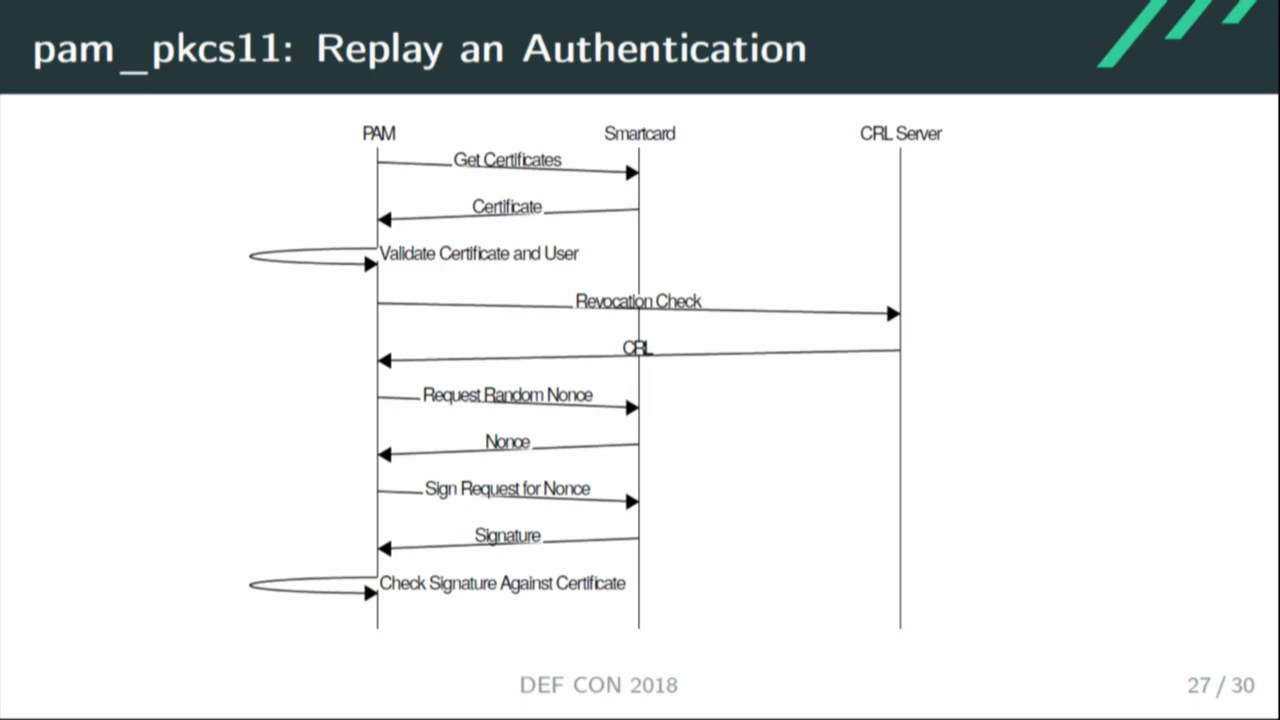 pam_pkcs11: Replay an Authentication
PAM
Smartcard
CRL Server
Get Certificates
Certificate
Validate Certificate and User
Revocation Check
CRL
Request Random Nonce
Nonce
Sign Request for Nonce
Signature
Check Signature Against Certificate
DEF CON 2018
27 / 30